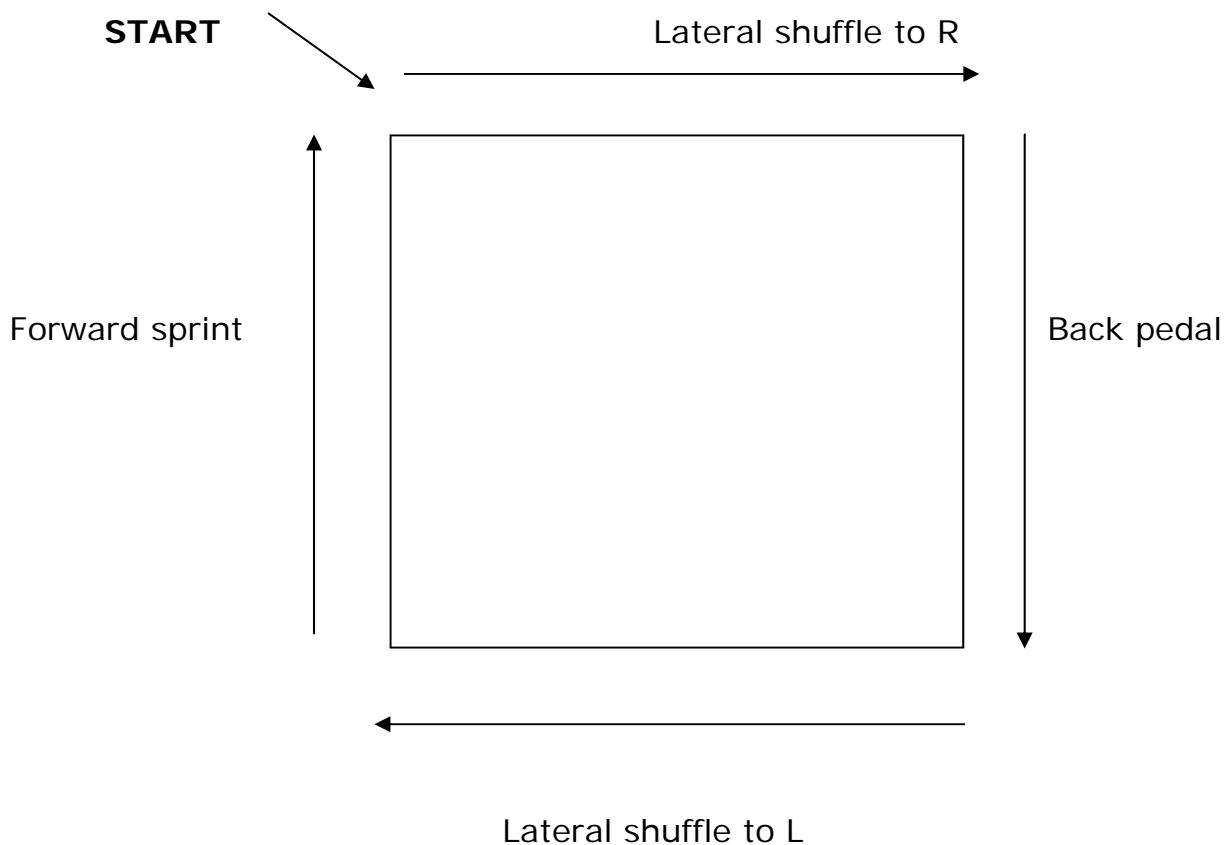 START
Lateral shuffle to R
Forward sprint
Back pedal
Lateral shuffle to L